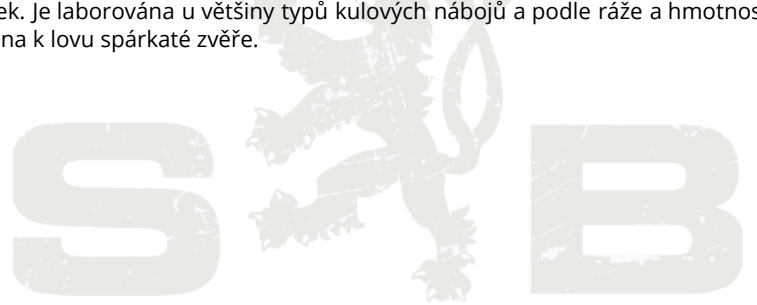 ek. Je laborována u většiny typů kulových nábojů a podle ráže a hmotnos
na k lovu spárkaté zvěře.
S B